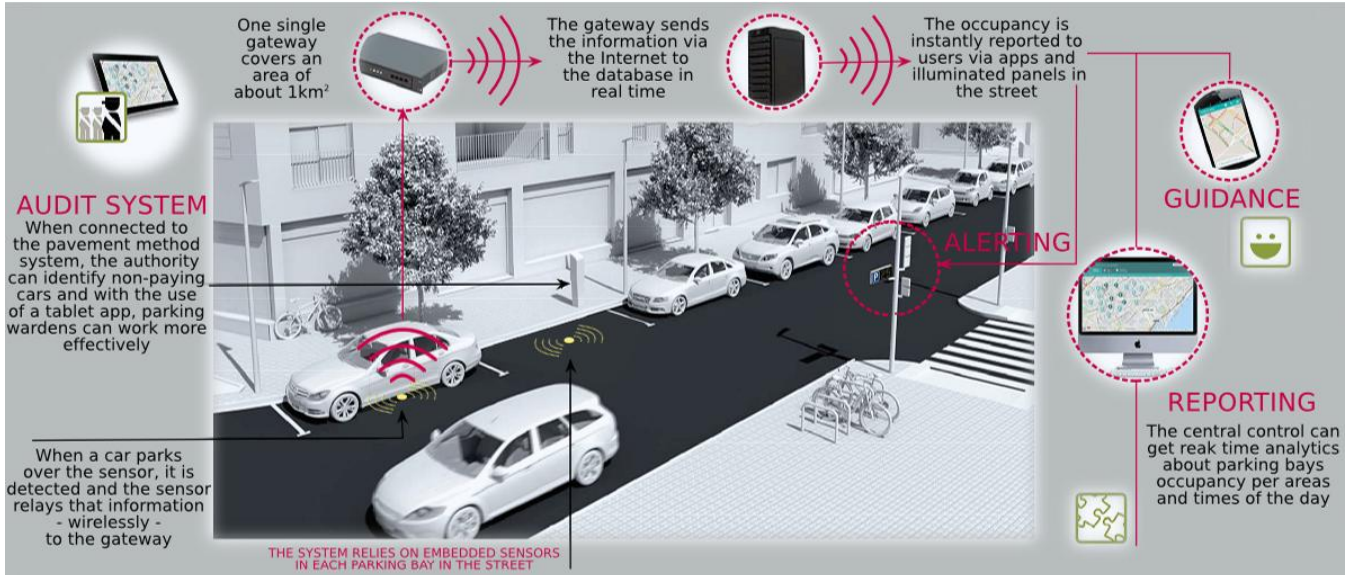 One single
gateway
covers an
area of
about 1km²
The gateway sends
the information via
the Internet to
the database in
real time
The occupancy is
instantly reported to
users via apps and
illuminated panels in
the street
AUDIT SYSTEM
When connected to
the pavement method
system, the authority
can identify non-paying
cars and with the use
of a tablet app, parking
wardens can work more
effectively
GUIDANCE
ALERTING
P
REPORTING
The central control can
get reak time analytics
about parking bays
occupancy per areas
and times of the day
When a car parks
over the sensor, it is
detected and the sensor
relays that information
- wirelessly -
to the gateway
THE SYSTEM RELIES ON EMBEDDED SENSORS
IN EACH PARKING BAY IN THE STREET